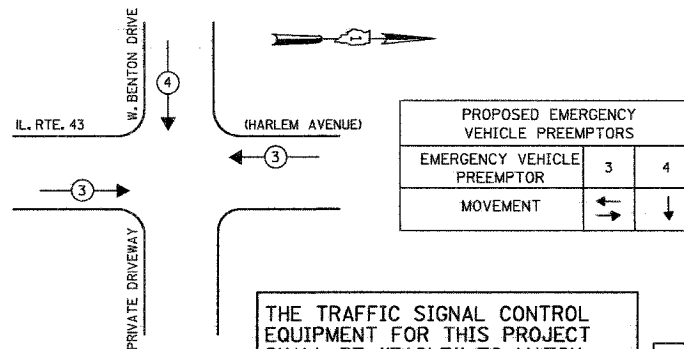 W. BENTON DRIVE
4
IL. RTE. 43
(HARLEM AVENUE)
3
3
PRIVATE DRIVEWAY
PROPOSED EMERGENCY
VEHICLE PREEMPTORS
EMERGENCY VEHICLE
PREEMPTOR
3
4
MOVEMENT
THE TRAFFIC SIGNAL CONTROL
EQUIPMENT FOR THIS PROJECT